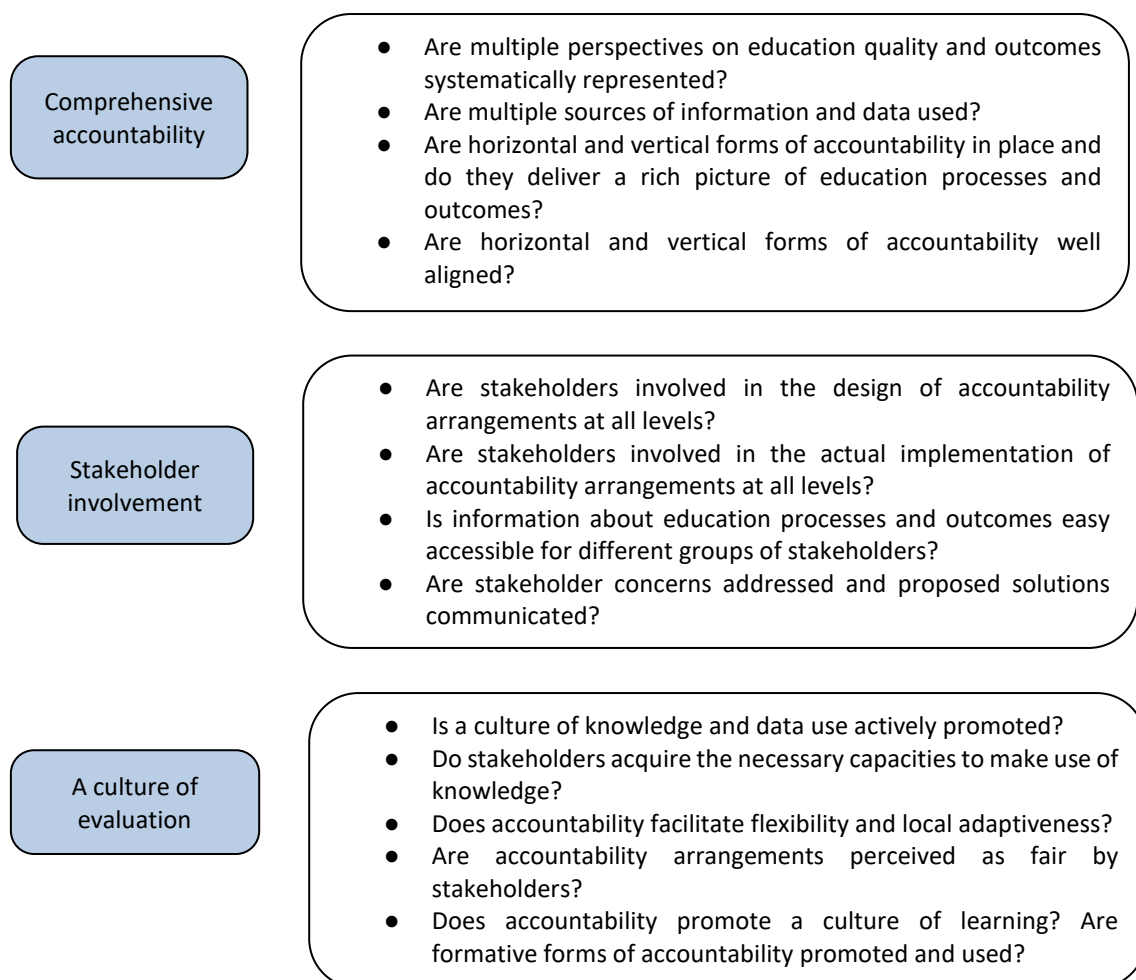 Comprehensive
accountability
● Are multiple perspectives on education quality and outcomes
systematically represented?
● Are multiple sources of information and data used?
● Are horizontal and vertical forms of accountability in place and
do they deliver a rich picture of education processes and
outcomes?
● Are horizontal and vertical forms of accountability well
aligned?
Stakeholder
involvement
● Are stakeholders involved in the design of accountability
arrangements at all levels?
● Are stakeholders involved in the actual implementation of
accountability arrangements at all levels?
● Is information about education processes and outcomes easy
accessible for different groups of stakeholders?
● Are stakeholder concerns addressed and proposed solutions
communicated?
A culture of
evaluation
● Is a culture of knowledge and data use actively promoted?
● Do stakeholders acquire the necessary capacities to make use of
knowledge?
● Does accountability facilitate flexibility and local adaptiveness?
● Are accountability arrangements perceived as fair by
stakeholders?
● Does accountability promote a culture of learning? Are
formative forms of accountability promoted and used?